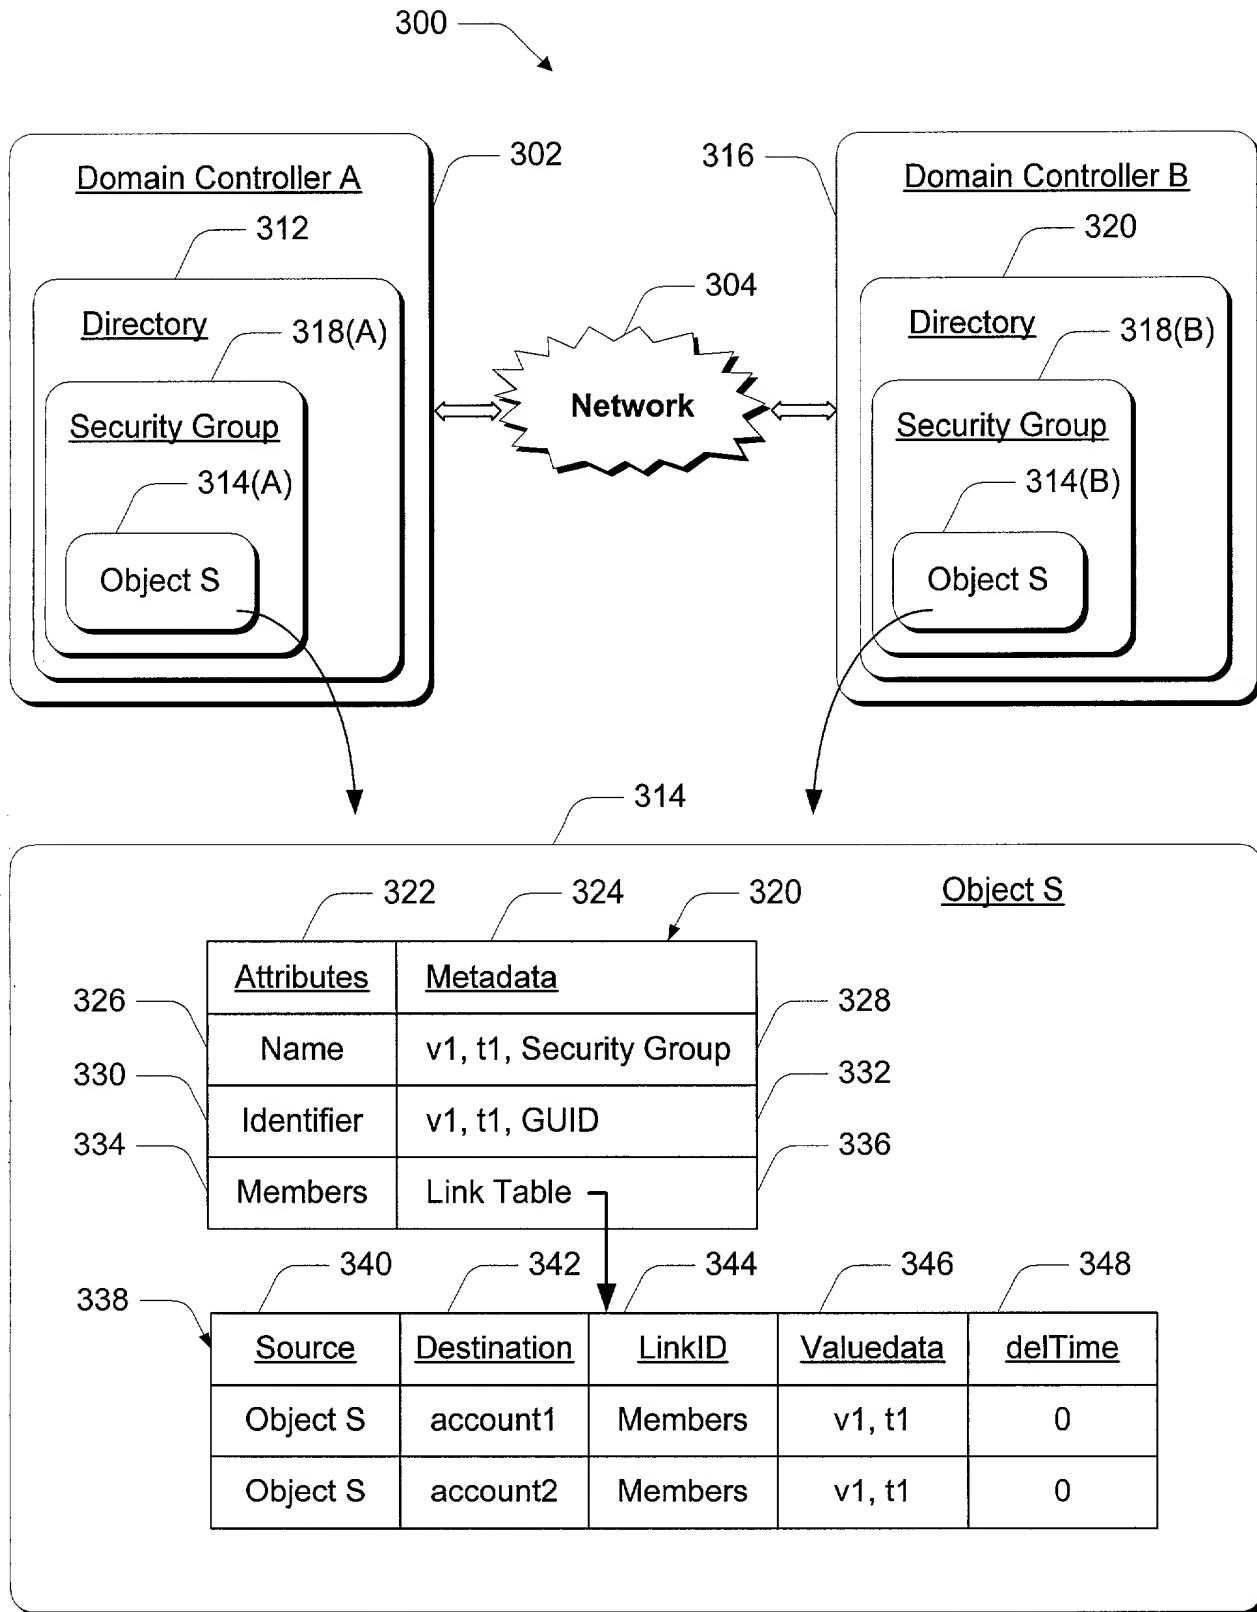 300
302
316
Domain Controller A
Domain Controller B
312
320
304
Directory
318(A)
Directory
318(B)
Network
Security Group
Security Group
314(A)
314(B)
Object S
Object S
314
322
324
320
Object S
Attributes
Metadata
326
328
Name
v1, t1, Security Group
330
332
Identifier
v1, t1, GUID
334
336
Members
Link Table
340
342
344
346
348
338
Source
Destination
LinkID
Valuedata
delTime
Object S
account1
Members
v1, t1
0
Object S
account2
Members
v1, t1
0